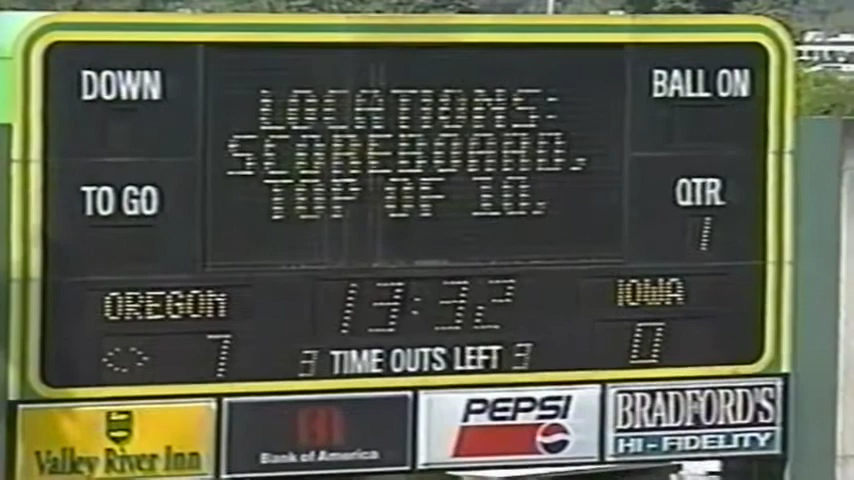 DOWN
LOCATIONS:
SCOREBOARD,
TOP OF 10,
BALL ON
TO GO
QTR
1
OREGON
13:32
IOWA
7
3 TIME OUTS LEFT 3
0
Valley River Inn
Bank of America
PEPSI
BRADFORD'S
HI-FIDELITY